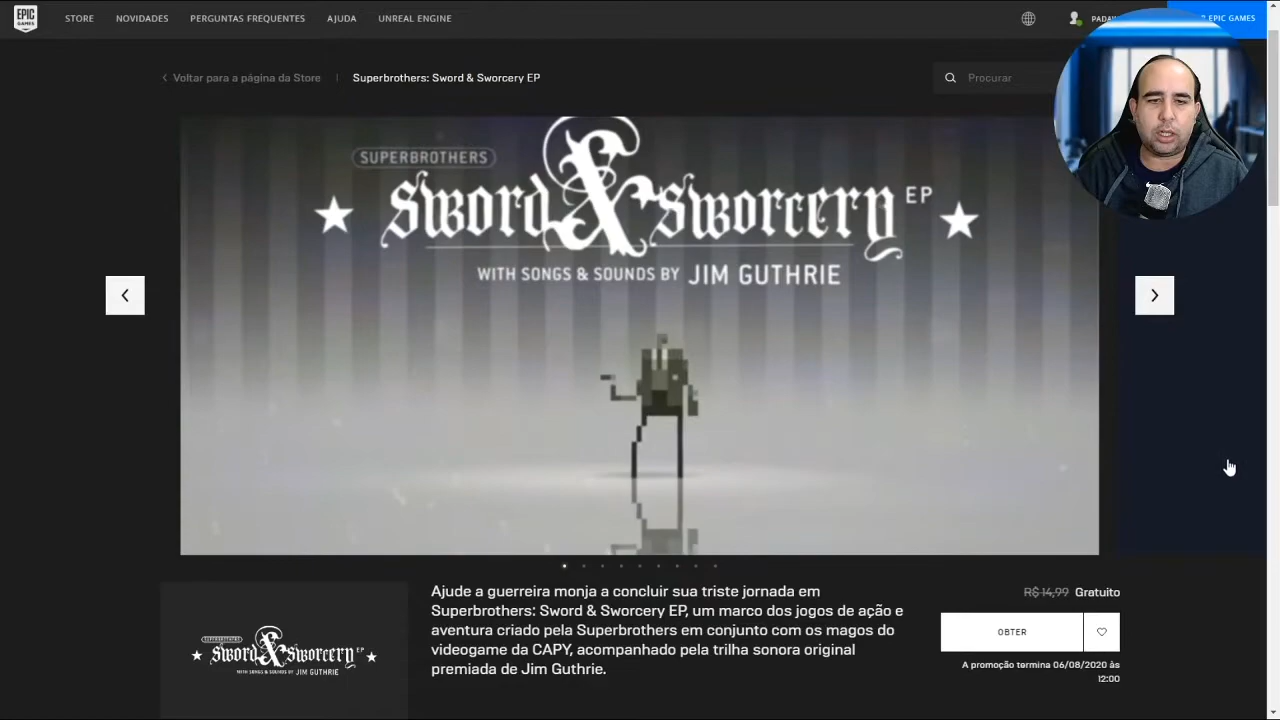 EPIC GAMES
STORE NOVIDADES PERGUNTAS FREQUENTES AJUDA UNREAL ENGINE
EPIC GAMES
Voltar para a página da Store | Superbrothers: Sword & Sworcery EP
Procurar
SUPERBROTHERS
Sword & Sworcery EP
WITH SONGS & SOUNDS BY JIM GUTHRIE
Ajude a guerreira monja a concluir sua triste jornada em
Superbrothers: Sword & Sworcery EP, um marco dos jogos de ação e
aventura criado pela Superbrothers em conjunto com os magos do
videogame da CAPY, acompanhado pela trilha sonora original
premiada de Jim Guthrie.
R$ 14,99 Gratuito
OBTER
A promoção termina 06/08/2020 às
12:00
SUPERBROTHERS
Sword & Sworcery EP
WITH SONGS & SOUNDS BY JIM GUTHRIE